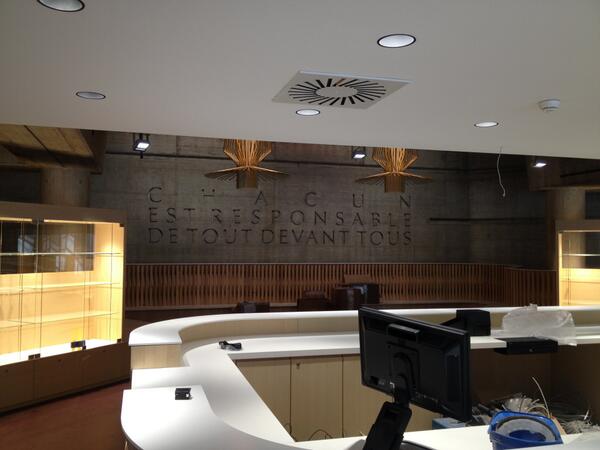 CHACUN
EST RESPONSABLE
DE TOUT DEVANT TOUS